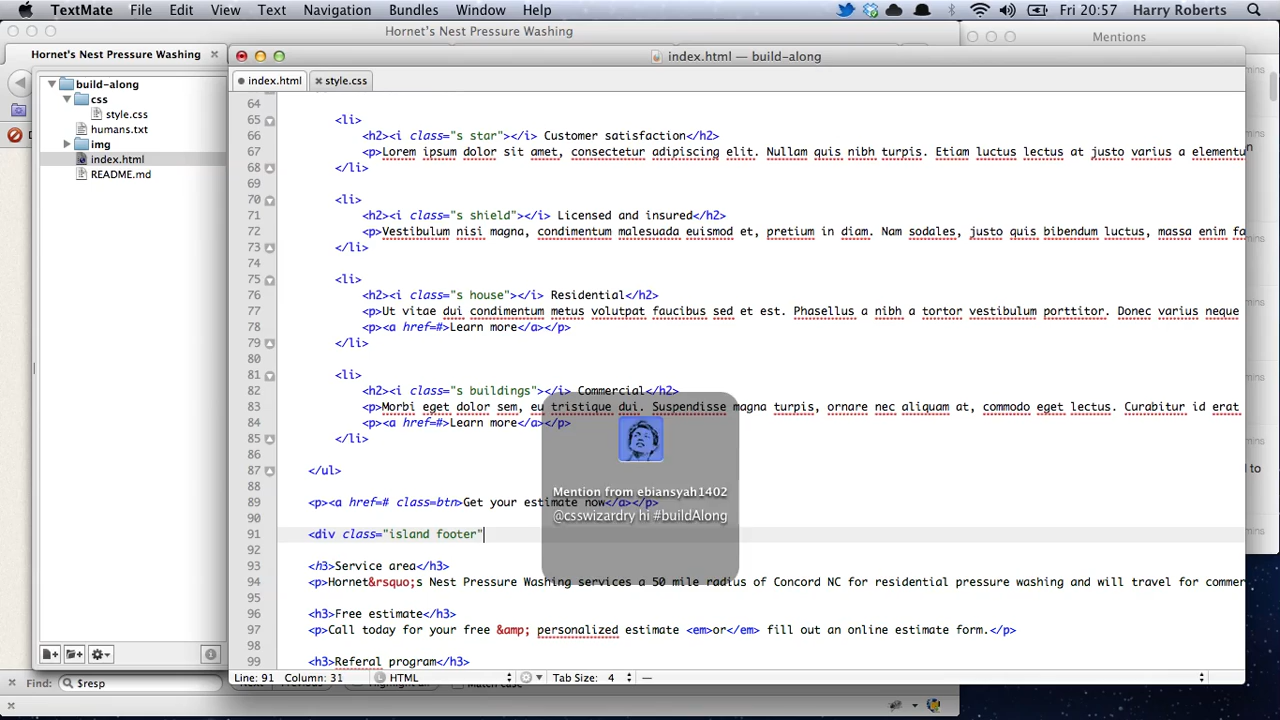 TextMate File Edit View Text Navigation Bundles Window Help Fri 20:57 Harry Roberts
Hornet's Nest Pressure Washing Mentions
Hornet's Nest Pressure Washing
index.html — build-along
index.html style.css
build-along
css
style.css
humans.txt
img
index.html
README.md
64
65 <li>
66 <h2><i class="s star"></i> Customer satisfaction</h2>
67 <p>Lorem ipsum dolor sit amet, consectetur adipiscing elit. Nullam quis nibh turpis. Etiam luctus lectus at justo varius a elementu
68 </li>
69
70 <li>
71 <h2><i class="s shield"></i> Licensed and insured</h2>
72 <p>Vestibulum nisi magna, condimentum malesuada euismod et, pretium in diam. Nam sodales, justo quis bibendum luctus, massa enim fa
73 </li>
74
75 <li>
76 <h2><i class="s house"></i> Residential</h2>
77 <p>Ut vitae dui condimentum metus volutpat faucibus sed et est. Phasellus a nibh a tortor vestibulum porttitor. Donec varius neque
78 <p><a href=#>Learn more</a></p>
79 </li>
80
81 <li>
82 <h2><i class="s buildings"></i> Commercial</h2>
83 <p>Morbi eget dolor sem, eu tristique dui. Suspendisse magna turpis, ornare nec aliquam at, commodo eget lectus. Curabitur id erat
84 <p><a href=#>Learn more</a></p>
85 </li>
86
87 </ul>
88
89 <p><a href=# class=btn>Get your estimate now</a></p>
90
91 <div class="island footer"
92
93 <h3>Service area</h3>
94 <p>Hornet&rsquo;s Nest Pressure Washing services a 50 mile radius of Concord NC for residential pressure washing and will travel for commer
95
96 <h3>Free estimate</h3>
97 <p>Call today for your free &amp; personalized estimate <em>or</em> fill out an online estimate form.</p>
98
99 <h3>Referal program</h3>
Mention from ebiansyah1402
@csswizardry hi #buildAlong
Line: 91 Column: 31 HTML Tab Size: 4 —
Find: $resp